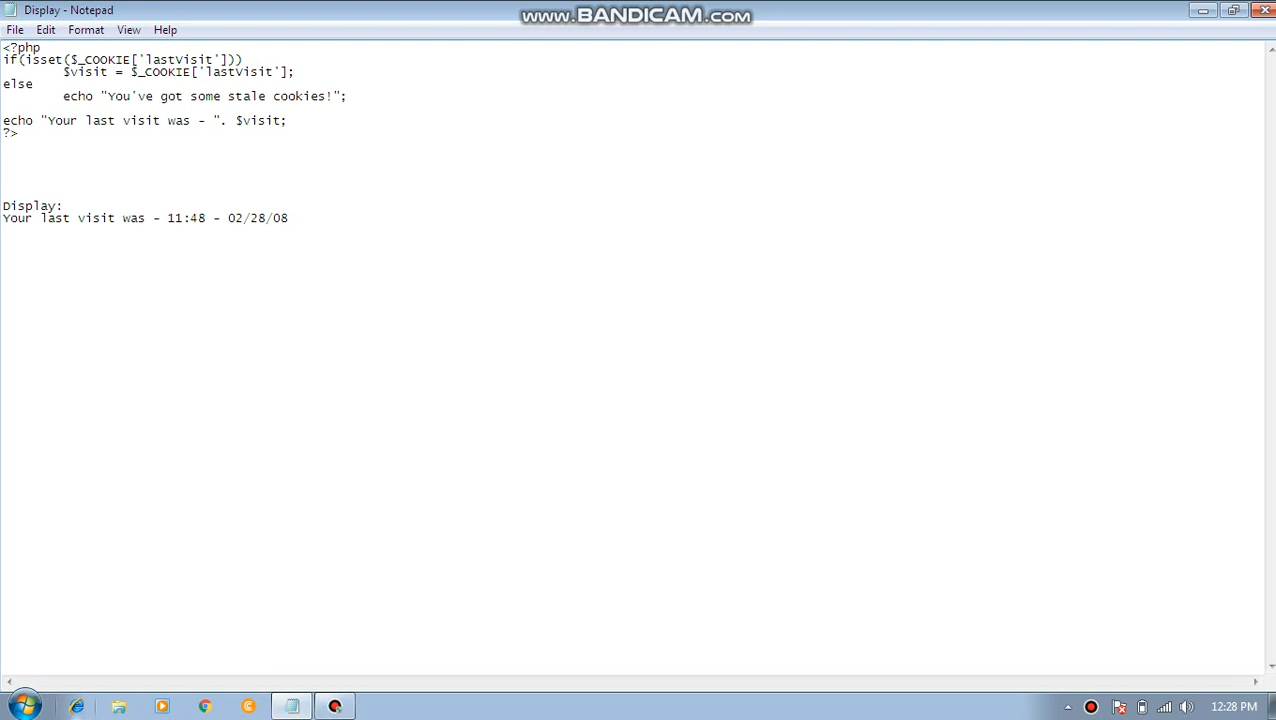 Display - Notepad
www.BANDICAM.com
File Edit Format View Help
<?php
if(isset($_COOKIE['lastVisit']))
	$visit = $_COOKIE['lastVisit'];
else
	echo "You've got some stale cookies!";
echo "Your last visit was - ". $visit;
?>
Display:
Your last visit was - 11:48 - 02/28/08
12:28 PM